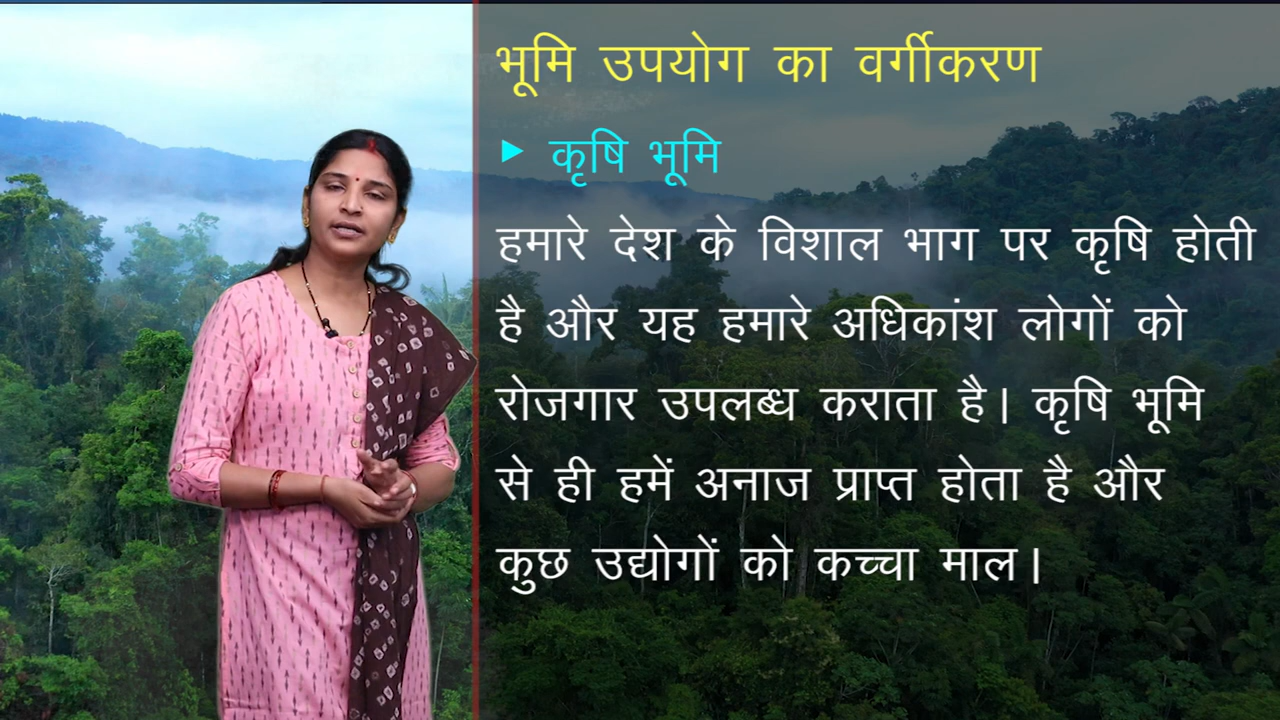 भूमि उपयोग का वर्गीकरण
► कृषि भूमि
हमारे देश के विशाल भाग पर कृषि होती
है और यह हमारे अधिकांश लोगों को
रोजगार उपलब्ध कराता है। कृषि भूमि
से ही हमें अनाज प्राप्त होता है और
कुछ उद्योगों को कच्चा माल।